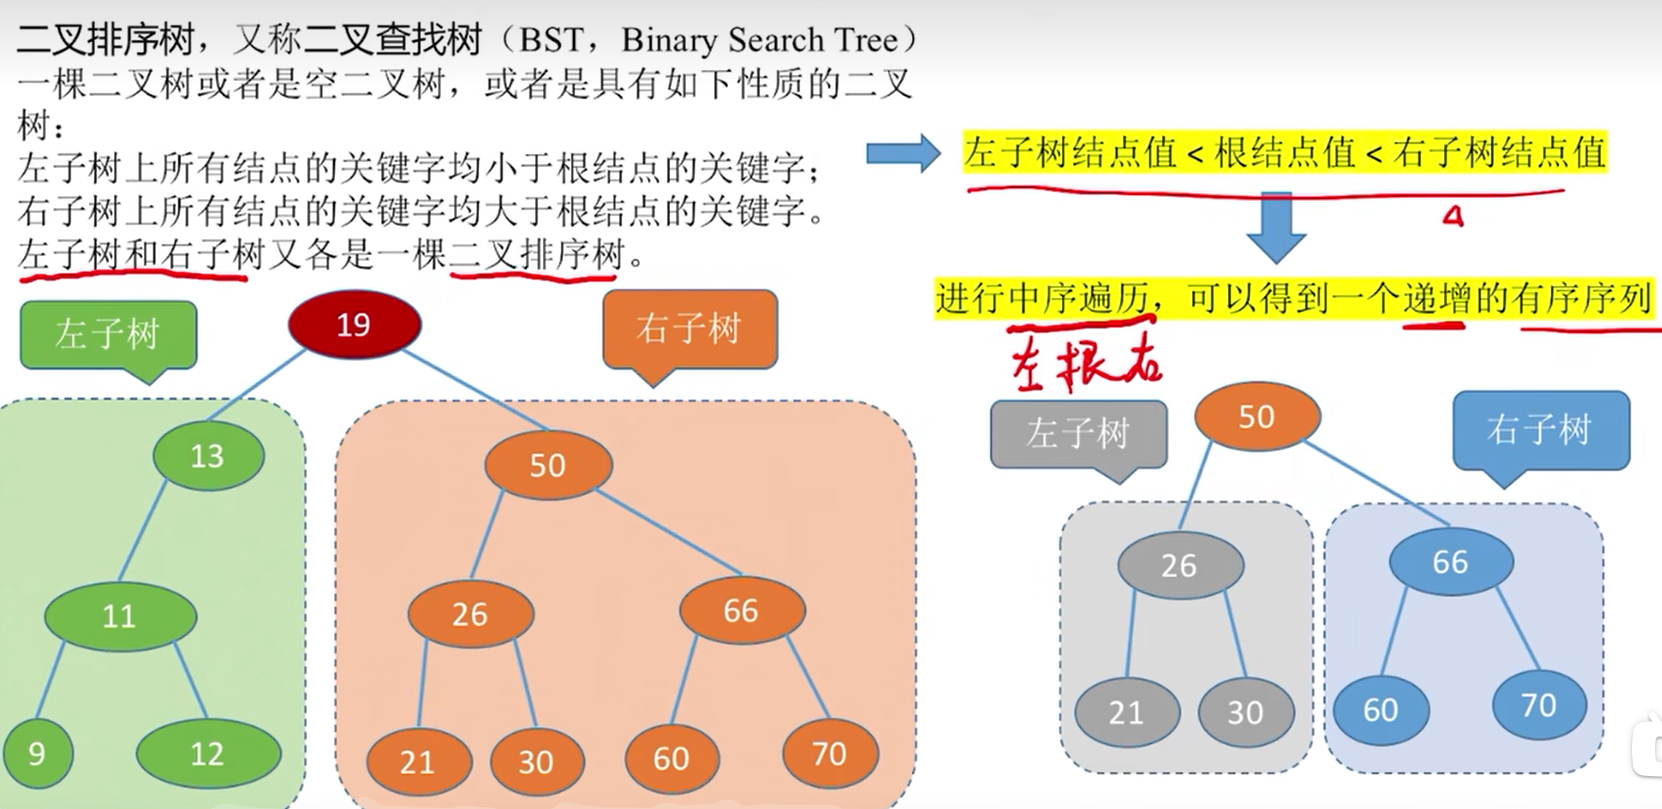 二叉排序树，又称二叉查找树（BST，Binary Search Tree）
一棵二叉树或者是空二叉树，或者是具有如下性质的二叉
树：
左子树上所有结点的关键字均小于根结点的关键字；
右子树上所有结点的关键字均大于根结点的关键字。
左子树和右子树又各是一棵二叉排序树。
左子树结点值 < 根结点值 < 右子树结点值
进行中序遍历，可以得到一个递增的有序序列
左根右
左子树
19
右子树
13
50
11
26
66
9
12
21
30
60
70
左子树
50
右子树
26
66
21
30
60
70